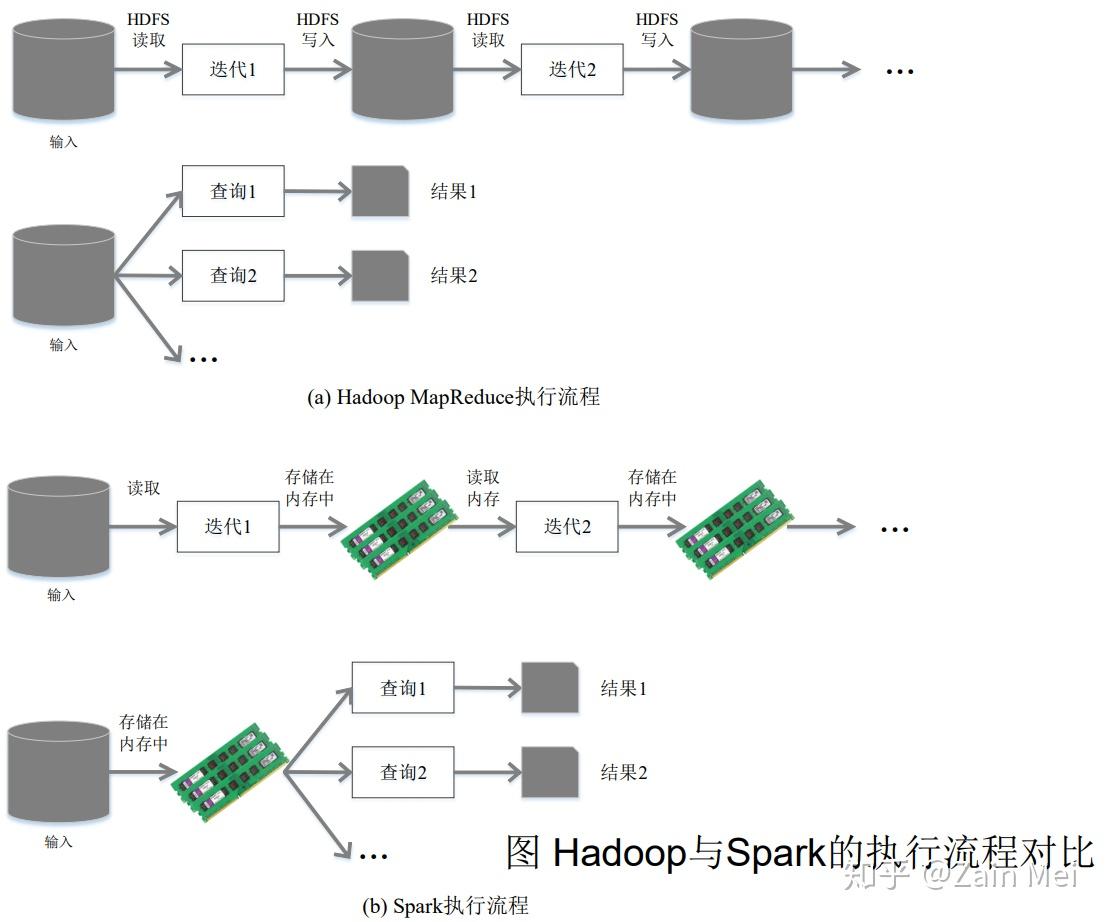 HDFS
读取
HDFS
写入
HDFS
读取
HDFS
写入
迭代1
迭代2
...
输入
查询1
结果1
查询2
结果2
输入
...
(a) Hadoop MapReduce执行流程
读取
存储在
内存中
读取
内存
存储在
内存中
迭代1
迭代2
...
输入
查询1
结果1
存储在
内存中
查询2
结果2
输入
...
图 Hadoop与Spark的执行流程对比
知乎 @Zain Mei
(b) Spark执行流程